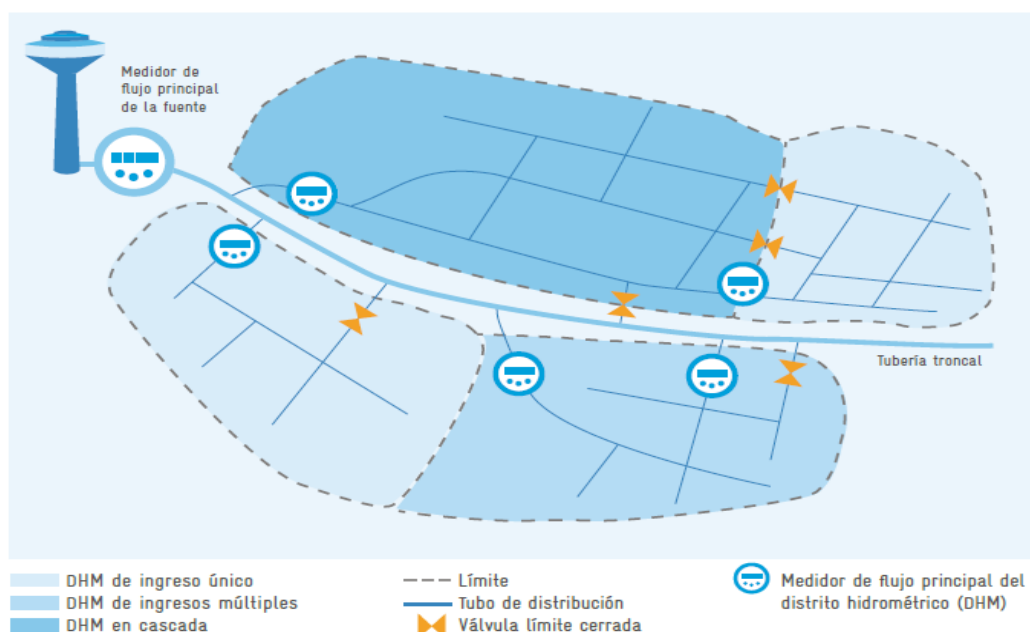 Medidor de
flujo principal
de la fuente
Tubería troncal
DHM de ingreso único
DHM de ingresos múltiples
DHM en cascada
Límite
Tubo de distribución
Válvula límite cerrada
Medidor de flujo principal del
distrito hidrométrico (DHM)